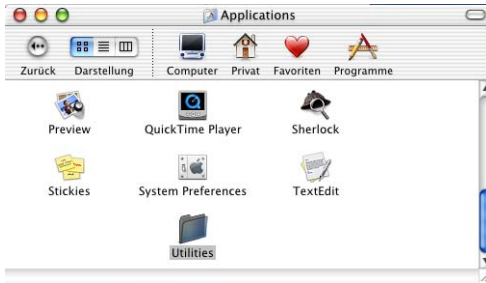 Applications
Zurück Darstellung Computer Privat Favoriten Programme
Preview QuickTime Player Sherlock
Stickies System Preferences TextEdit
Utilities